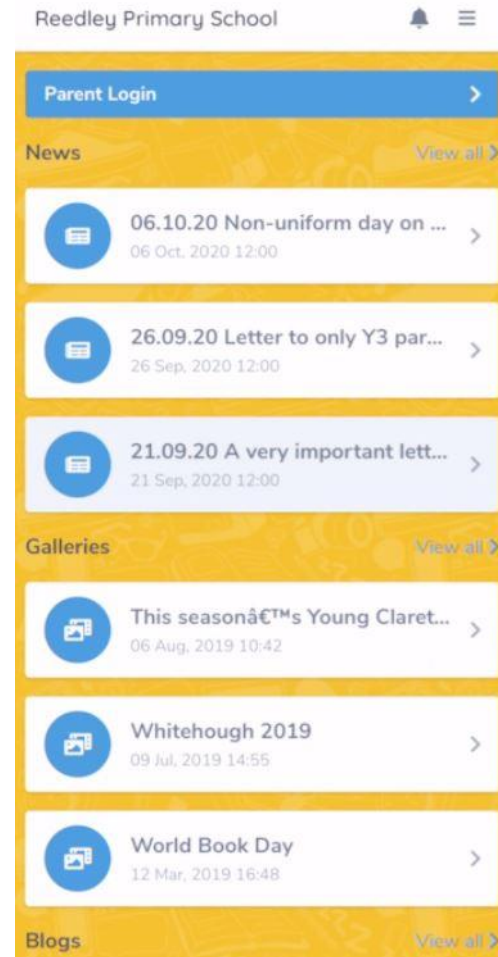 Reedley Primary School
Parent Login
News View all
06.10.20 Non-uniform day on ...
06 Oct, 2020 12:00
26.09.20 Letter to only Y3 par...
26 Sep, 2020 12:00
21.09.20 A very important lett...
21 Sep, 2020 12:00
Galleries View all
This seasonâ€™s Young Claret...
06 Aug, 2019 10:42
Whitehough 2019
09 Jul, 2019 14:55
World Book Day
12 Mar, 2019 16:48
Blogs View all